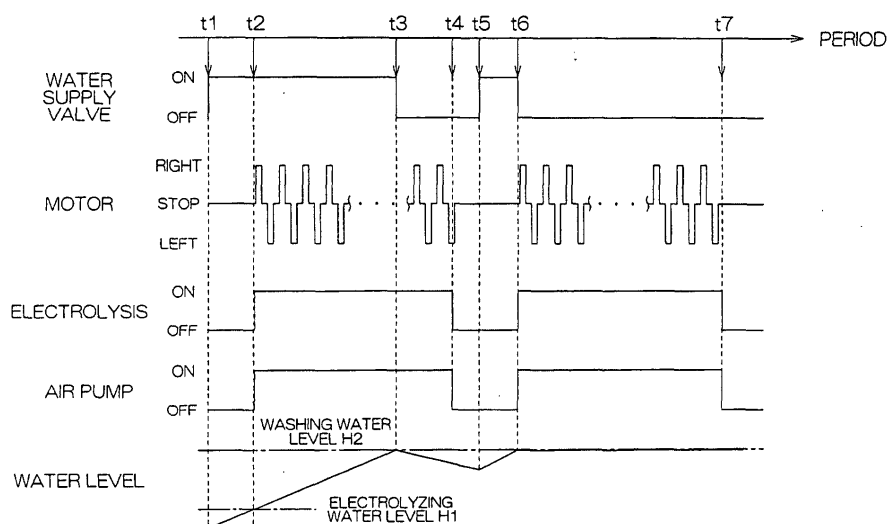 t1 t2 t3 t4 t5 t6 t7
PERIOD
WATER
SUPPLY
VALVE
ON
OFF
MOTOR
RIGHT
STOP
LEFT
ELECTROLYSIS
ON
OFF
AIR PUMP
ON
OFF
WASHING WATER
LEVEL H2
WATER LEVEL
ELECTROLYZING
WATER LEVEL H1